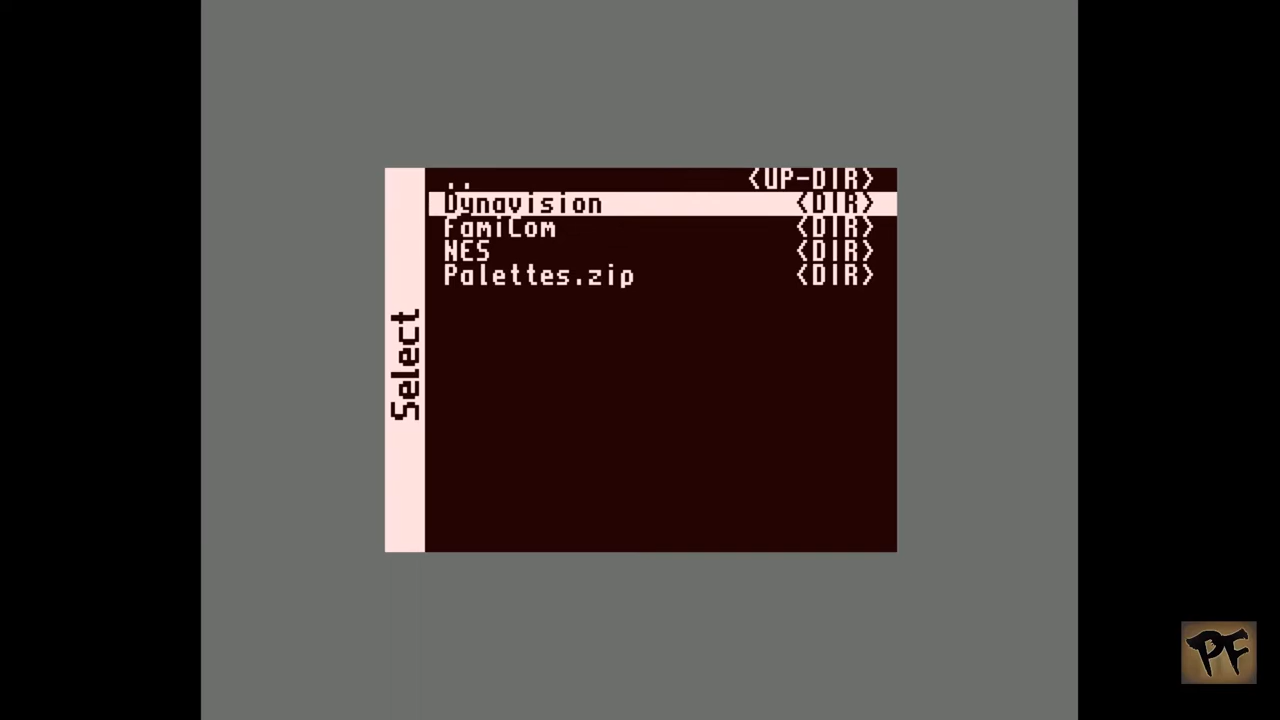 Select
.. <UP-DIR>
Dynavision <DIR>
FamiCom <DIR>
NES <DIR>
Palettes.zip <DIR>
PF